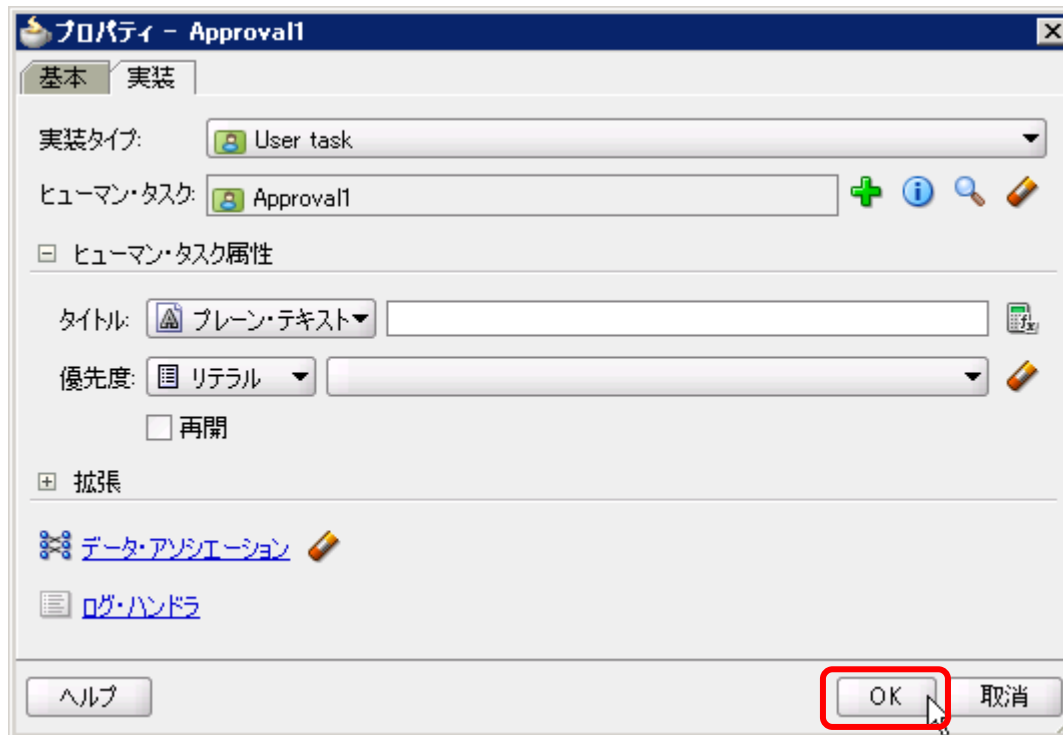 プロパティ - Approval1
基本 実装
実装タイプ: User task
ヒューマン・タスク: Approval1
ヒューマン・タスク属性
タイトル: プレーン・テキスト
優先度: リテラル
再開
拡張
データ・アソシエーション
ログ・ハンドラ
ヘルプ OK 取消